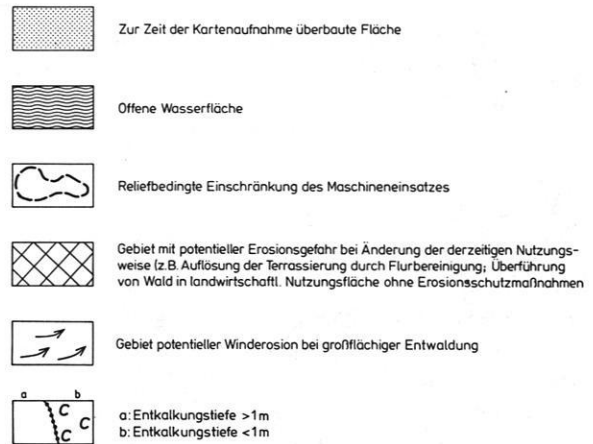 Zur Zeit der Kartenaufnahme überbaute Fläche
Offene Wasserfläche
Reliefbedingte Einschränkung des Maschineneinsatzes
Gebiet mit potentieller Erosionsgefahr bei Änderung der derzeitigen Nutzungs-
weise (z.B. Auflösung der Terrassierung durch Flurbereinigung; Überführung
von Wald in landwirtschaftl. Nutzungsfläche ohne Erosionsschutzmaßnahmen
Gebiet potentieller Winderosion bei großflächiger Entwaldung
a b
C
C
C
a: Entkalkungstiefe >1m
b: Entkalkungstiefe <1m